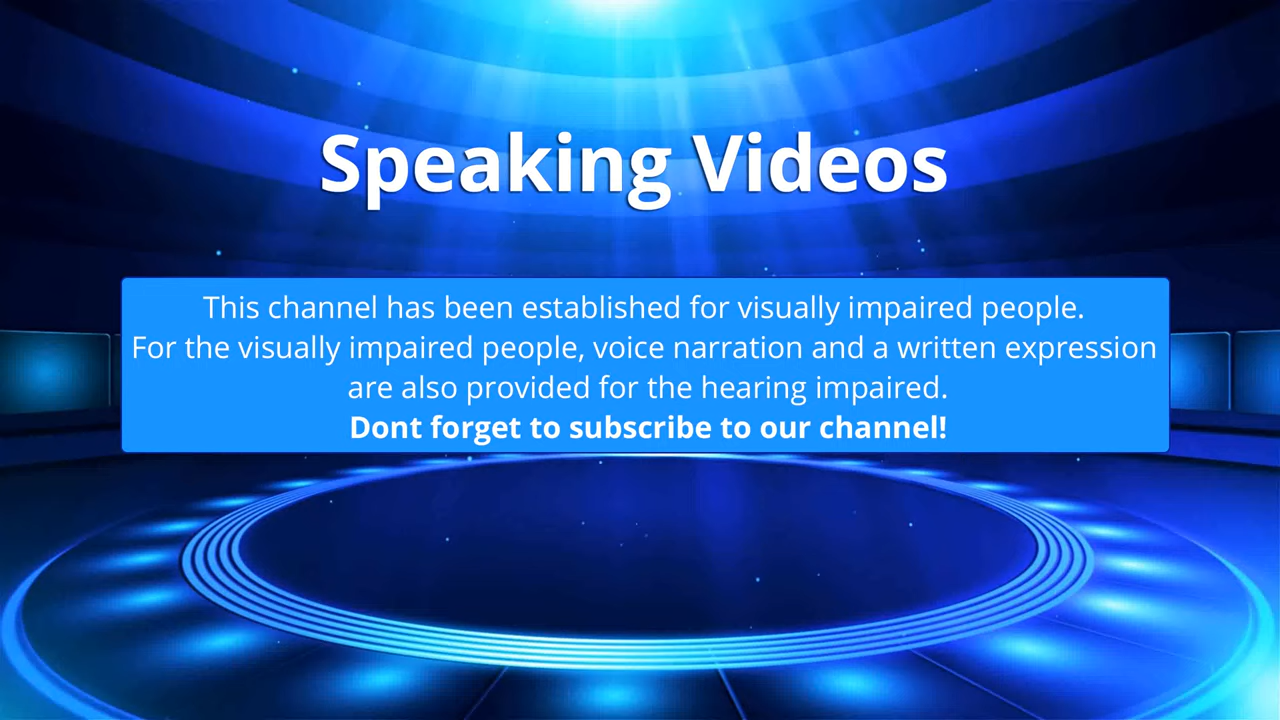 Speaking Videos
This channel has been established for visually impaired people.
For the visually impaired people, voice narration and a written expression
are also provided for the hearing impaired.
Dont forget to subscribe to our channel!